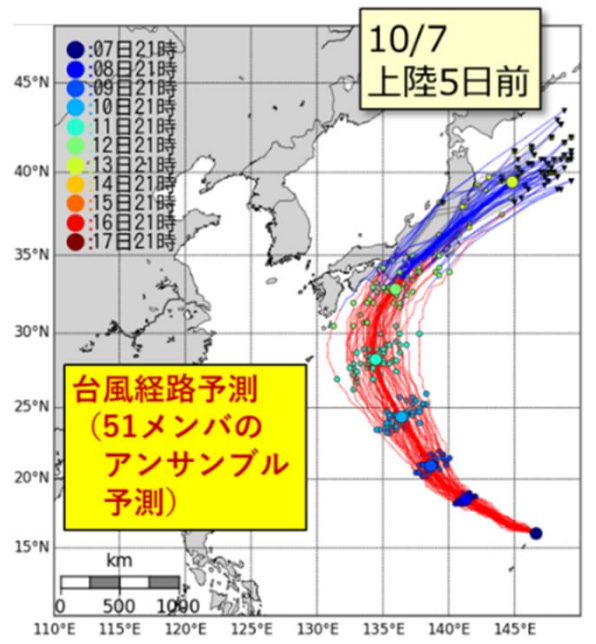 10/7
上陸5日前
:07日21時
:08日21時
:09日21時
:10日21時
:11日21時
:12日21時
:13日21時
:14日21時
:15日21時
:16日21時
:17日21時
45°N
40°N
35°N
30°N
25°N
20°N
15°N
台風経路予測
（51メンバの
アンサンブル
予測）
km
0 500 1000
110°E 115°E 120°E 125°E 130°E 135°E 140°E 145°E